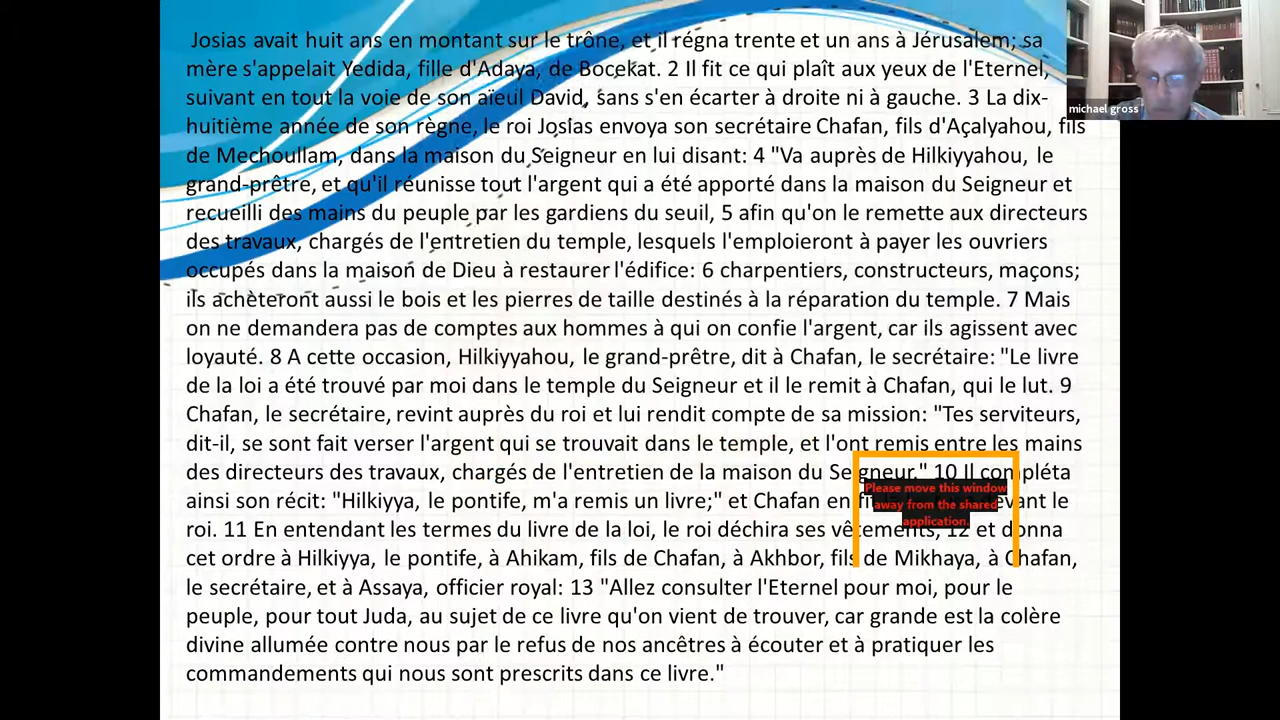 Josias avait huit ans en montant sur le trône, et il régna trente et un ans à Jérusalem; sa
mère s'appelait Yedida, fille d'Adaya, de Bocekat. 2 Il fit ce qui plaît aux yeux de l'Eternel,
suivant en tout la voie de son aïeul David, sans s'en écarter à droite ni à gauche. 3 La dix-
huitième année de son règne, le roi Josias envoya son secrétaire Chafan, fils d'Açalyahou, fils
de Mechoullam, dans la maison du Seigneur en lui disant: 4 "Va auprès de Hilkiyyahou, le
grand-prêtre, et qu'il réunisse tout l'argent qui a été apporté dans la maison du Seigneur et
recueilli des mains du peuple par les gardiens du seuil, 5 afin qu'on le remette aux directeurs
des travaux, chargés de l'entretien du temple, lesquels l'emploieront à payer les ouvriers
occupés dans la maison de Dieu à restaurer l'édifice: 6 charpentiers, constructeurs, maçons;
ils achèteront aussi le bois et les pierres de taille destinés à la réparation du temple. 7 Mais
on ne demandera pas de comptes aux hommes à qui on confie l'argent, car ils agissent avec
loyauté. 8 A cette occasion, Hilkiyyahou, le grand-prêtre, dit à Chafan, le secrétaire: "Le livre
de la loi a été trouvé par moi dans le temple du Seigneur et il le remit à Chafan, qui le lut. 9
Chafan, le secrétaire, revint auprès du roi et lui rendit compte de sa mission: "Tes serviteurs,
dit-il, se sont fait verser l'argent qui se trouvait dans le temple, et l'ont remis entre les mains
des directeurs des travaux, chargés de l'entretien de la maison du Seigneur." 10 Il compléta
ainsi son récit: "Hilkiyya, le pontife, m'a remis un livre;" et Chafan en le
roi. 11 En entendant les termes du livre de la loi, le roi déchira ses vêtements, 12 et donna
cet ordre à Hilkiyya, le pontife, à Ahikam, fils de Chafan, à Akhbor, fils de Mikhaya, à Chafan,
le secrétaire, et à Assaya, officier royal: 13 "Allez consulter l'Eternel pour moi, pour le
peuple, pour tout Juda, au sujet de ce livre qu'on vient de trouver, car grande est la colère
divine allumée contre nous par le refus de nos ancêtres à écouter et à pratiquer les
commandements qui nous sont prescrits dans ce livre."
michael gross
Please move this window
away from the shared
application.